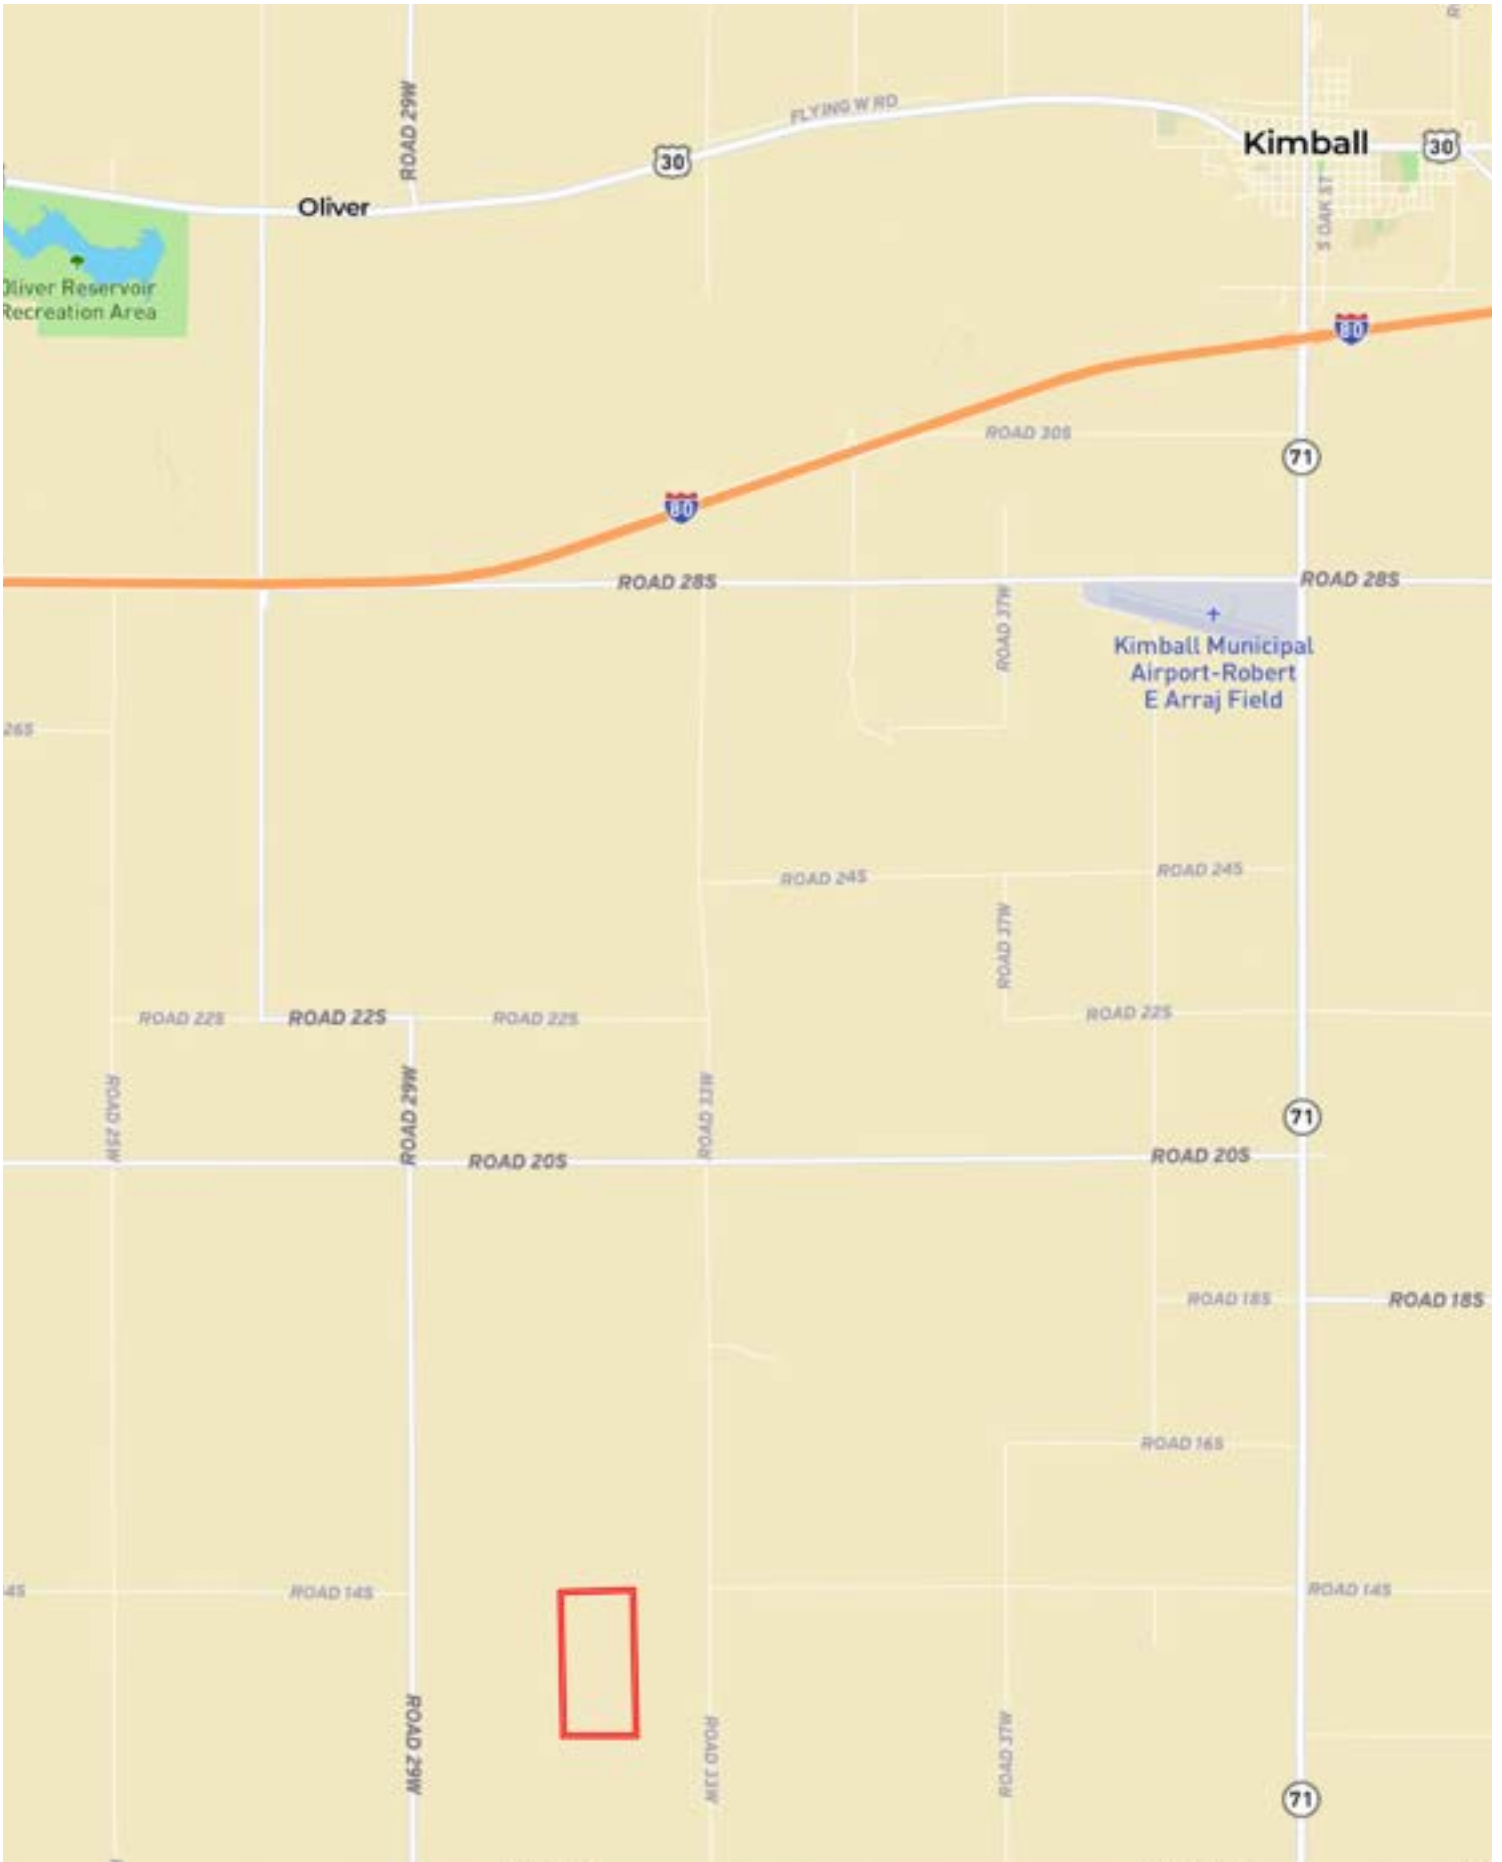 ROAD 29W
FLYING W RD
30
Kimball
30
Oliver
S OAK ST
Oliver Reservoir
Recreation Area
80
ROAD 30S
71
80
ROAD 28S
ROAD 28S
ROAD 37W
Kimball Municipal
Airport-Robert
E Arraj Field
26S
ROAD 24S
ROAD 24S
ROAD 37W
ROAD 22S
ROAD 22S
ROAD 22S
ROAD 22S
ROAD 25W
ROAD 29W
ROAD 33W
71
ROAD 20S
ROAD 20S
ROAD 18S
ROAD 18S
ROAD 16S
4S
ROAD 14S
ROAD 14S
ROAD 29W
ROAD 33W
ROAD 37W
71